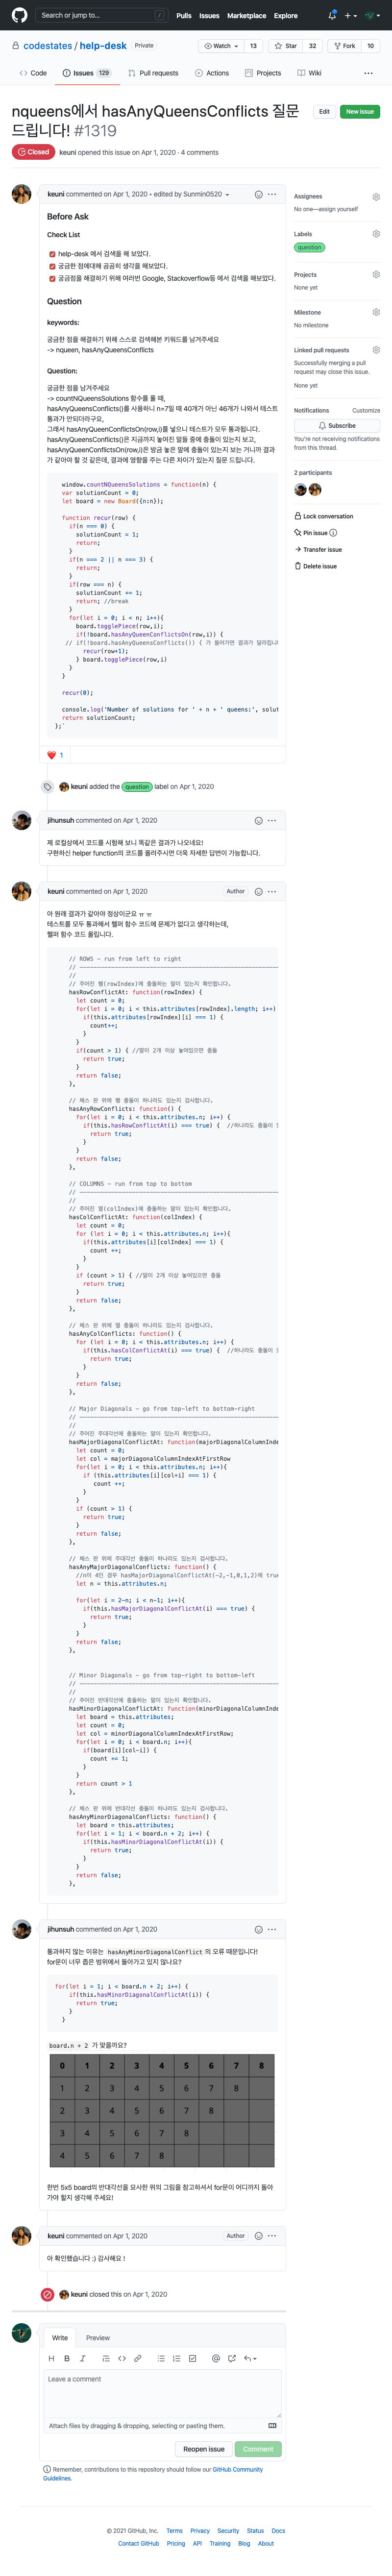 Search or jump to...
/
Pulls Issues Marketplace Explore
codestates / help-desk Private
Watch 13 Star 32 Fork 10
Code Issues 129 Pull requests Actions Projects Wiki
nqueens에서 hasAnyQueensConflicts 질문
드립니다! #1319
Edit New issue
Closed keuni opened this issue on Apr 1, 2020 · 4 comments
keuni commented on Apr 1, 2020 • edited by Sunmin0520
Before Ask
Check List
help-desk 에서 검색을 해 보았다.
궁금한 점에대해 곰곰히 생각을 해보았다.
궁금점을 해결하기 위해 여러번 Google, Stackoverflow등 에서 검색을 해보았다.
Question
keywords:
궁금한 점을 해결하기 위해 스스로 검색해본 키워드를 남겨주세요
-> nqueen, hasAnyQueensConflicts
Question:
궁금한 점을 남겨주세요
-> countNQueensSolutions 함수를 풀 때,
hasAnyQueensConflicts()를 사용하니 n=7일 때 40개가 아닌 46개가 나와서 테스트
통과가 안되더라구요,
그래서 hasAnyQueenConflictsOn(row,i)를 넣으니 테스트가 모두 통과됩니다.
hasAnyQueensConflicts()은 지금까지 놓여진 말들 중에 충돌이 있는지 보고,
hasAnyQueenConflictsOn(row,i)은 방금 놓은 말에 충돌이 있는지 보는 거니까 결과
가 같아야 할 것 같은데, 결과에 영향을 주는 다른 차이가 있는지 질문 드립니다.
window.countNQueensSolutions = function(n) {
var solutionCount = 0;
let board = new Board({n:n});
function recur(row) {
if(n === 0) {
solutionCount = 1;
return;
}
if(n === 2 || n === 3) {
return;
}
if(row === n) {
solutionCount += 1;
return; //break
}
for(let i = 0; i < n; i++){
board.togglePiece(row,i);
if(!board.hasAnyQueenConflictsOn(row,i)) {
// if(!board.hasAnyQueensConflicts()) { 가 들어가면 결과가 달라집니
recur(row+1);
} board.togglePiece(row,i)
}
}
recur(0);
console.log('Number of solutions for ' + n + ' queens:', solut
return solutionCount;
};`
1
keuni added the question label on Apr 1, 2020
jihunsuh commented on Apr 1, 2020
제 로컬상에서 코드를 시험해 보니 똑같은 결과가 나오네요!
구현하신 helper function의 코드를 올려주시면 더욱 자세한 답변이 가능합니다.
keuni commented on Apr 1, 2020 Author
아 원래 결과가 같아야 정상이군요 ㅠ ㅠ
테스트를 모두 통과해서 헬퍼 함수 코드에 문제가 없다고 생각하는데,
헬퍼 함수 코드 올립니다.
// ROWS - run from left to right
// --------------------------------------------------------
//
// 주어진 행(rowIndex)에 충돌하는 말이 있는지 확인합니다.
hasRowConflictAt: function(rowIndex) {
let count = 0;
for(let i = 0; i < this.attributes[rowIndex].length; i++)
if(this.attributes[rowIndex][i] === 1) {
count++;
}
}
if(count > 1) { //말이 2개 이상 놓여있으면 충돌
return true;
}
return false;
},
// 체스 판 위에 행 충돌이 하나라도 있는지 검사합니다.
hasAnyRowConflicts: function() {
for(let i = 0; i < this.attributes.n; i++) {
if(this.hasRowConflictAt(i) === true) { //하나라도 충돌이 있
return true;
}
}
return false;
},
// COLUMNS - run from top to bottom
// --------------------------------------------------------
//
// 주어진 열(colIndex)에 충돌하는 말이 있는지 확인합니다.
hasColConflictAt: function(colIndex) {
let count = 0;
for (let i = 0; i < this.attributes.n; i++){
if(this.attributes[i][colIndex] === 1) {
count ++;
}
}
if (count > 1) { //말이 2개 이상 놓여있으면 충돌
return true;
}
return false;
},
// 체스 판 위에 열 충돌이 하나라도 있는지 검사합니다.
hasAnyColConflicts: function() {
for (let i = 0; i < this.attributes.n; i++) {
if(this.hasColConflictAt(i) === true) { //하나라도 충돌이 있
return true;
}
}
return false;
},
// Major Diagonals - go from top-left to bottom-right
// --------------------------------------------------------
//
// 주어진 주대각선에 충돌하는 말이 있는지 확인합니다.
hasMajorDiagonalConflictAt: function(majorDiagonalColumnInde
let count = 0;
let col = majorDiagonalColumnIndexAtFirstRow
for(let i = 0; i < this.attributes.n; i++){
if (this.attributes[i][col+i] === 1) {
count ++;
}
}
if (count > 1) {
return true;
}
return false;
},
// 체스 판 위에 주대각선 충돌이 하나라도 있는지 검사합니다.
hasAnyMajorDiagonalConflicts: function() {
//n이 4인 경우 hasMajorDiagonalConflictAt(-2,-1,0,1,2)에 true
let n = this.attributes.n;
for(let i = 2-n; i < n-1; i++){
if(this.hasMajorDiagonalConflictAt(i) === true) {
return true;
}
}
return false;
},
// Minor Diagonals - go from top-right to bottom-left
// --------------------------------------------------------
//
// 주어진 반대각선에 충돌하는 말이 있는지 확인합니다.
hasMinorDiagonalConflictAt: function(minorDiagonalColumnInde
let board = this.attributes;
let count = 0;
let col = minorDiagonalColumnIndexAtFirstRow;
for(let i = 0; i < board.n; i++){
if(board[i][col-i]) {
count += 1;
}
}
return count > 1
},
// 체스 판 위에 반대각선 충돌이 하나라도 있는지 검사합니다.
hasAnyMinorDiagonalConflicts: function() {
let board = this.attributes;
for(let i = 1; i < board.n + 2; i++) {
if(this.hasMinorDiagonalConflictAt(i)) {
return true;
}
}
return false;
},
jihunsuh commented on Apr 1, 2020
통과하지 않는 이유는 hasAnyMinorDiagonalConflict 의 오류 때문입니다!
for문이 너무 좁은 범위에서 돌아가고 있지 않나요?
for(let i = 1; i < board.n + 2; i++) {
if(this.hasMinorDiagonalConflictAt(i)) {
return true;
}
}
board.n + 2 가 맞을까요?
0 1 2 3 4 5 6 7 8
1 2 3 4 5 6 7 8
2 3 4 5 6 7 8
3 4 5 6 7 8
4 5 6 7 8
한번 5x5 board의 반대각선을 묘사한 위의 그림을 참고하셔서 for문이 어디까지 돌아
가야 할지 생각해 주세요!
keuni commented on Apr 1, 2020 Author
아 확인했습니다 :) 감사해요 !
keuni closed this on Apr 1, 2020
Write Preview
Leave a comment
Attach files by dragging & dropping, selecting or pasting them.
Reopen issue Comment
Remember, contributions to this repository should follow our GitHub Community
Guidelines.
Assignees
No one—assign yourself
Labels
question
Projects
None yet
Milestone
No milestone
Linked pull requests
Successfully merging a pull
request may close this issue.
None yet
Notifications Customize
Subscribe
You're not receiving notifications
from this thread.
2 participants
Lock conversation
Pin issue
Transfer issue
Delete issue
© 2021 GitHub, Inc. Terms Privacy Security Status Docs
Contact GitHub Pricing API Training Blog About